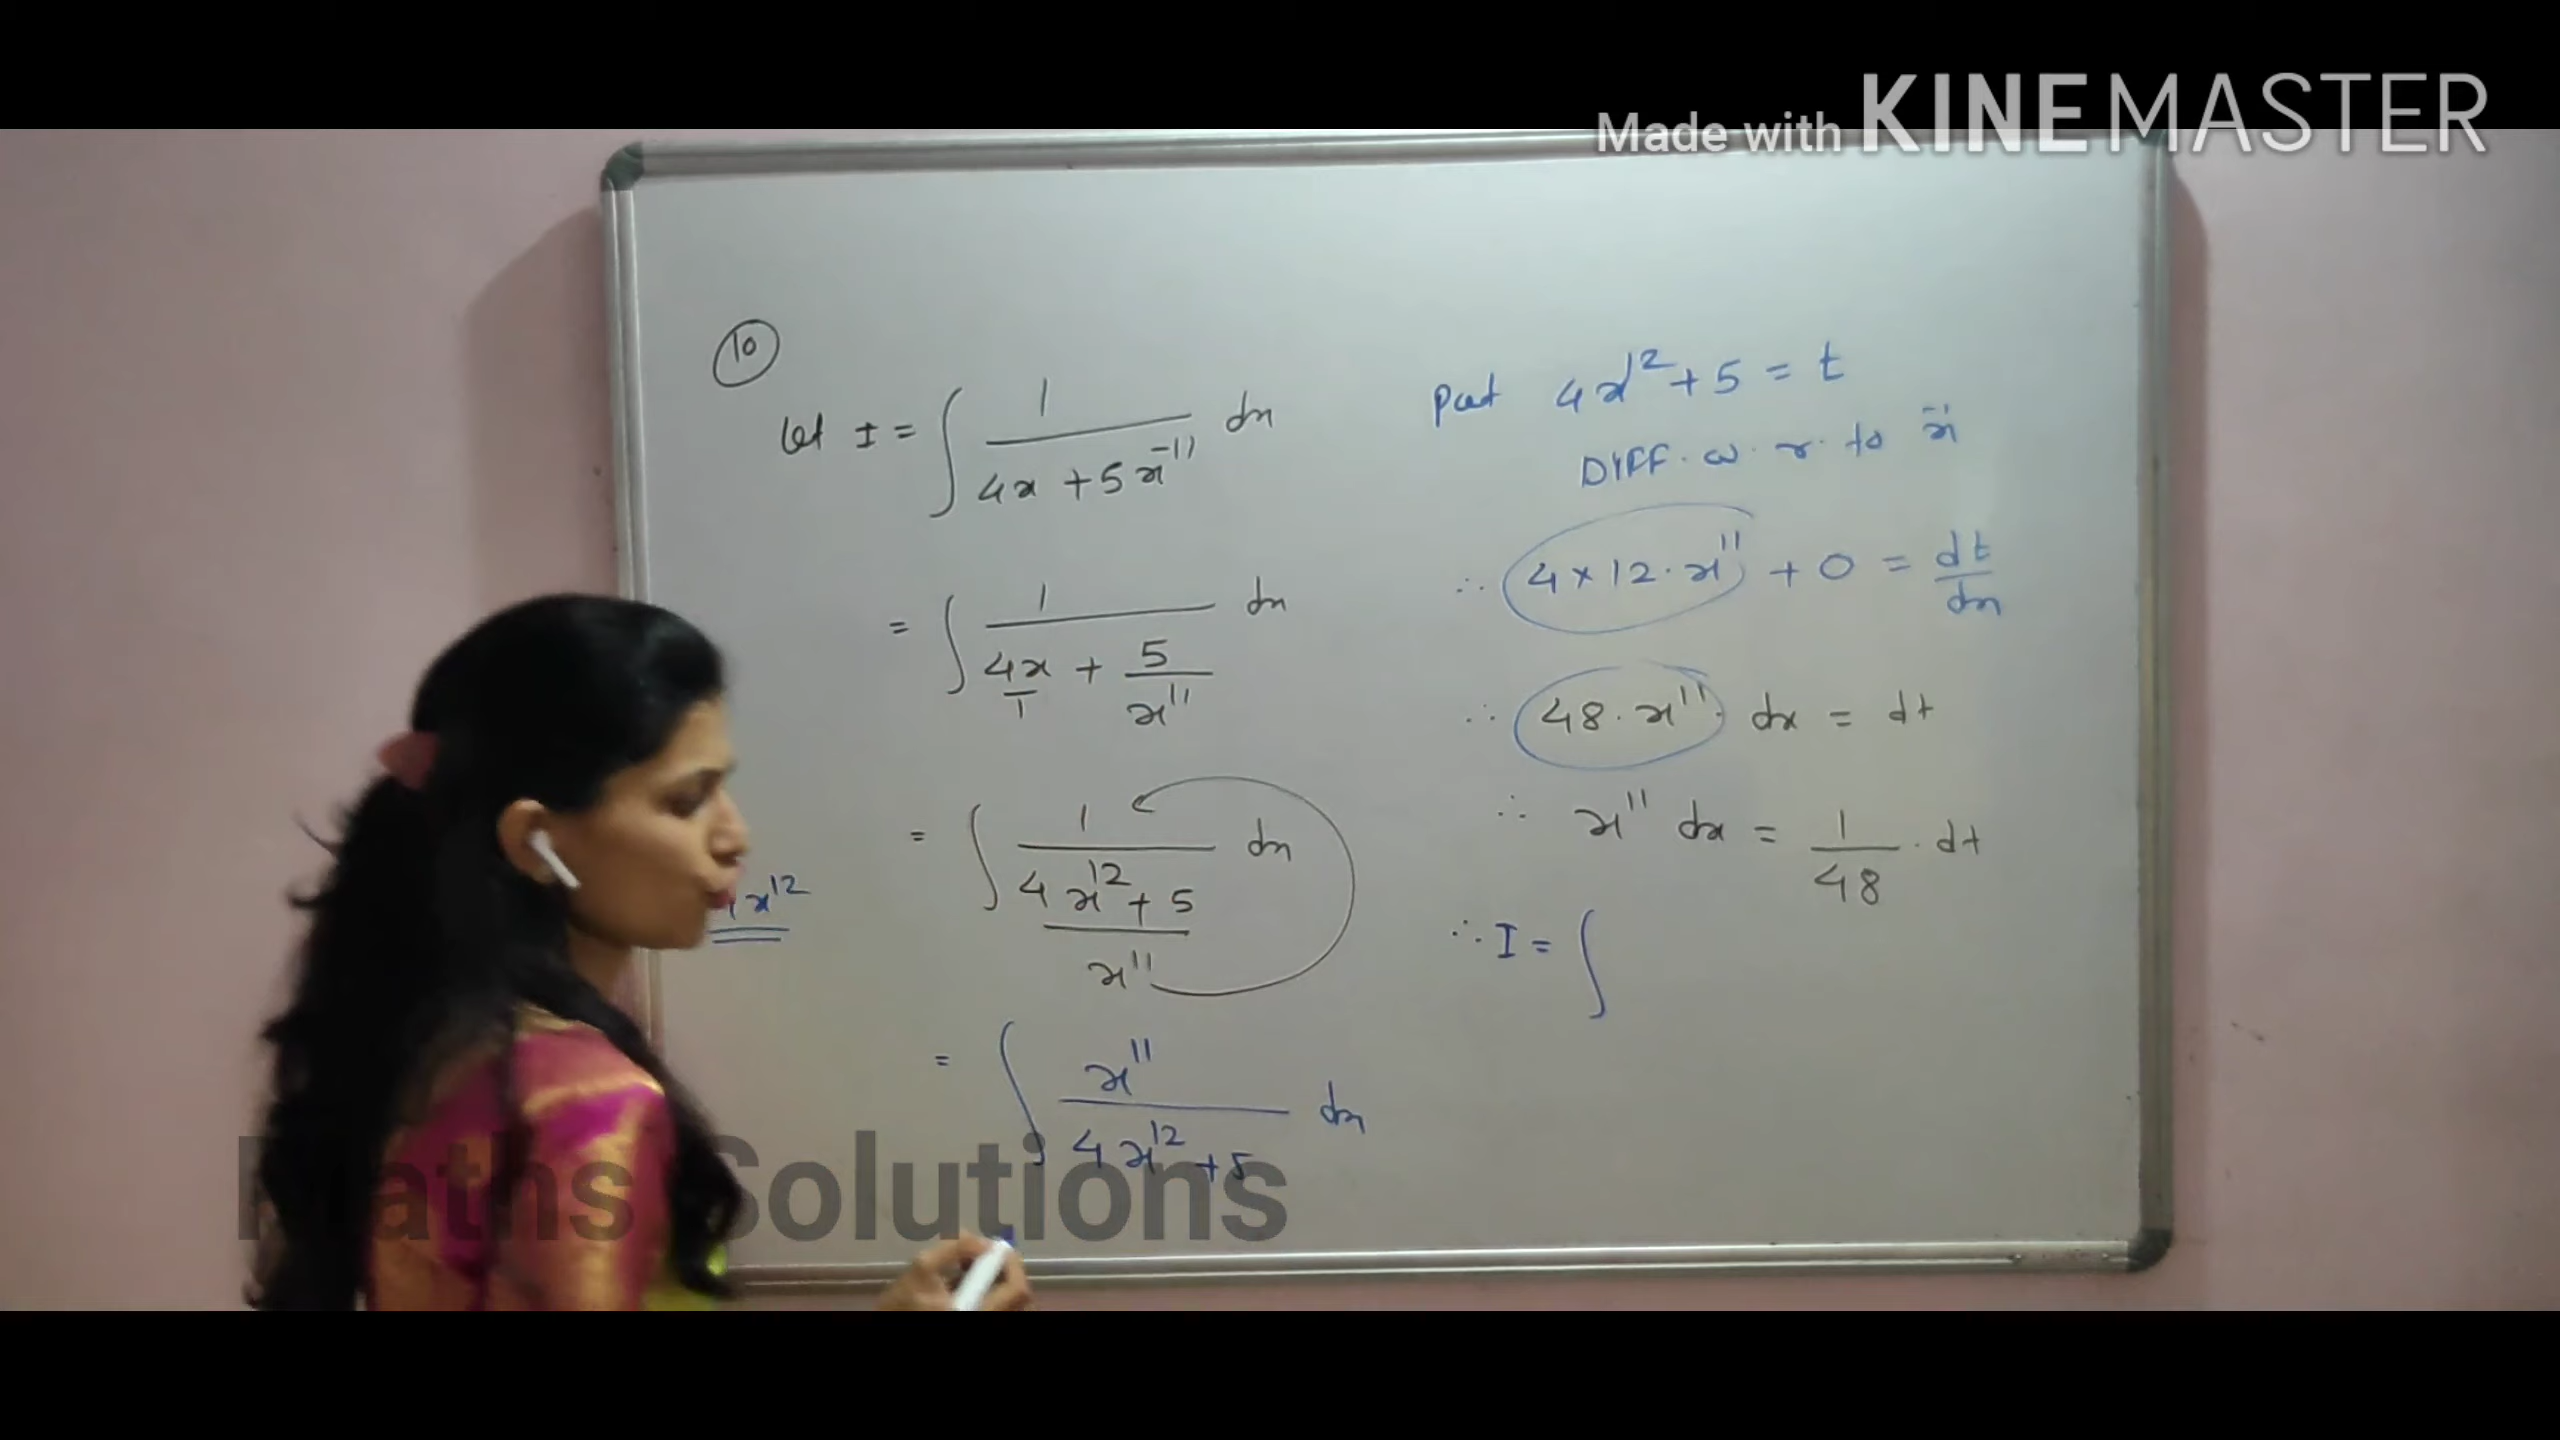 Made with KINEMASTER
10
Let I = ∫ 1 / (4x + 5x⁻¹¹) dx
= ∫ 1 / (4x/1 + 5/x¹¹) dx
= ∫ 1 / ((4x¹² + 5)/x¹¹) dx
x¹²
= ∫ x¹¹ / (4x¹² + 5) dx
put 4x¹² + 5 = t
DIFF. w. r. to x
∴ 4 × 12 . x¹¹ + 0 = dt/dx
∴ 48 . x¹¹ . dx = dt
∴ x¹¹ dx = 1/48 . dt
∴ I = ∫
Maths Solutions